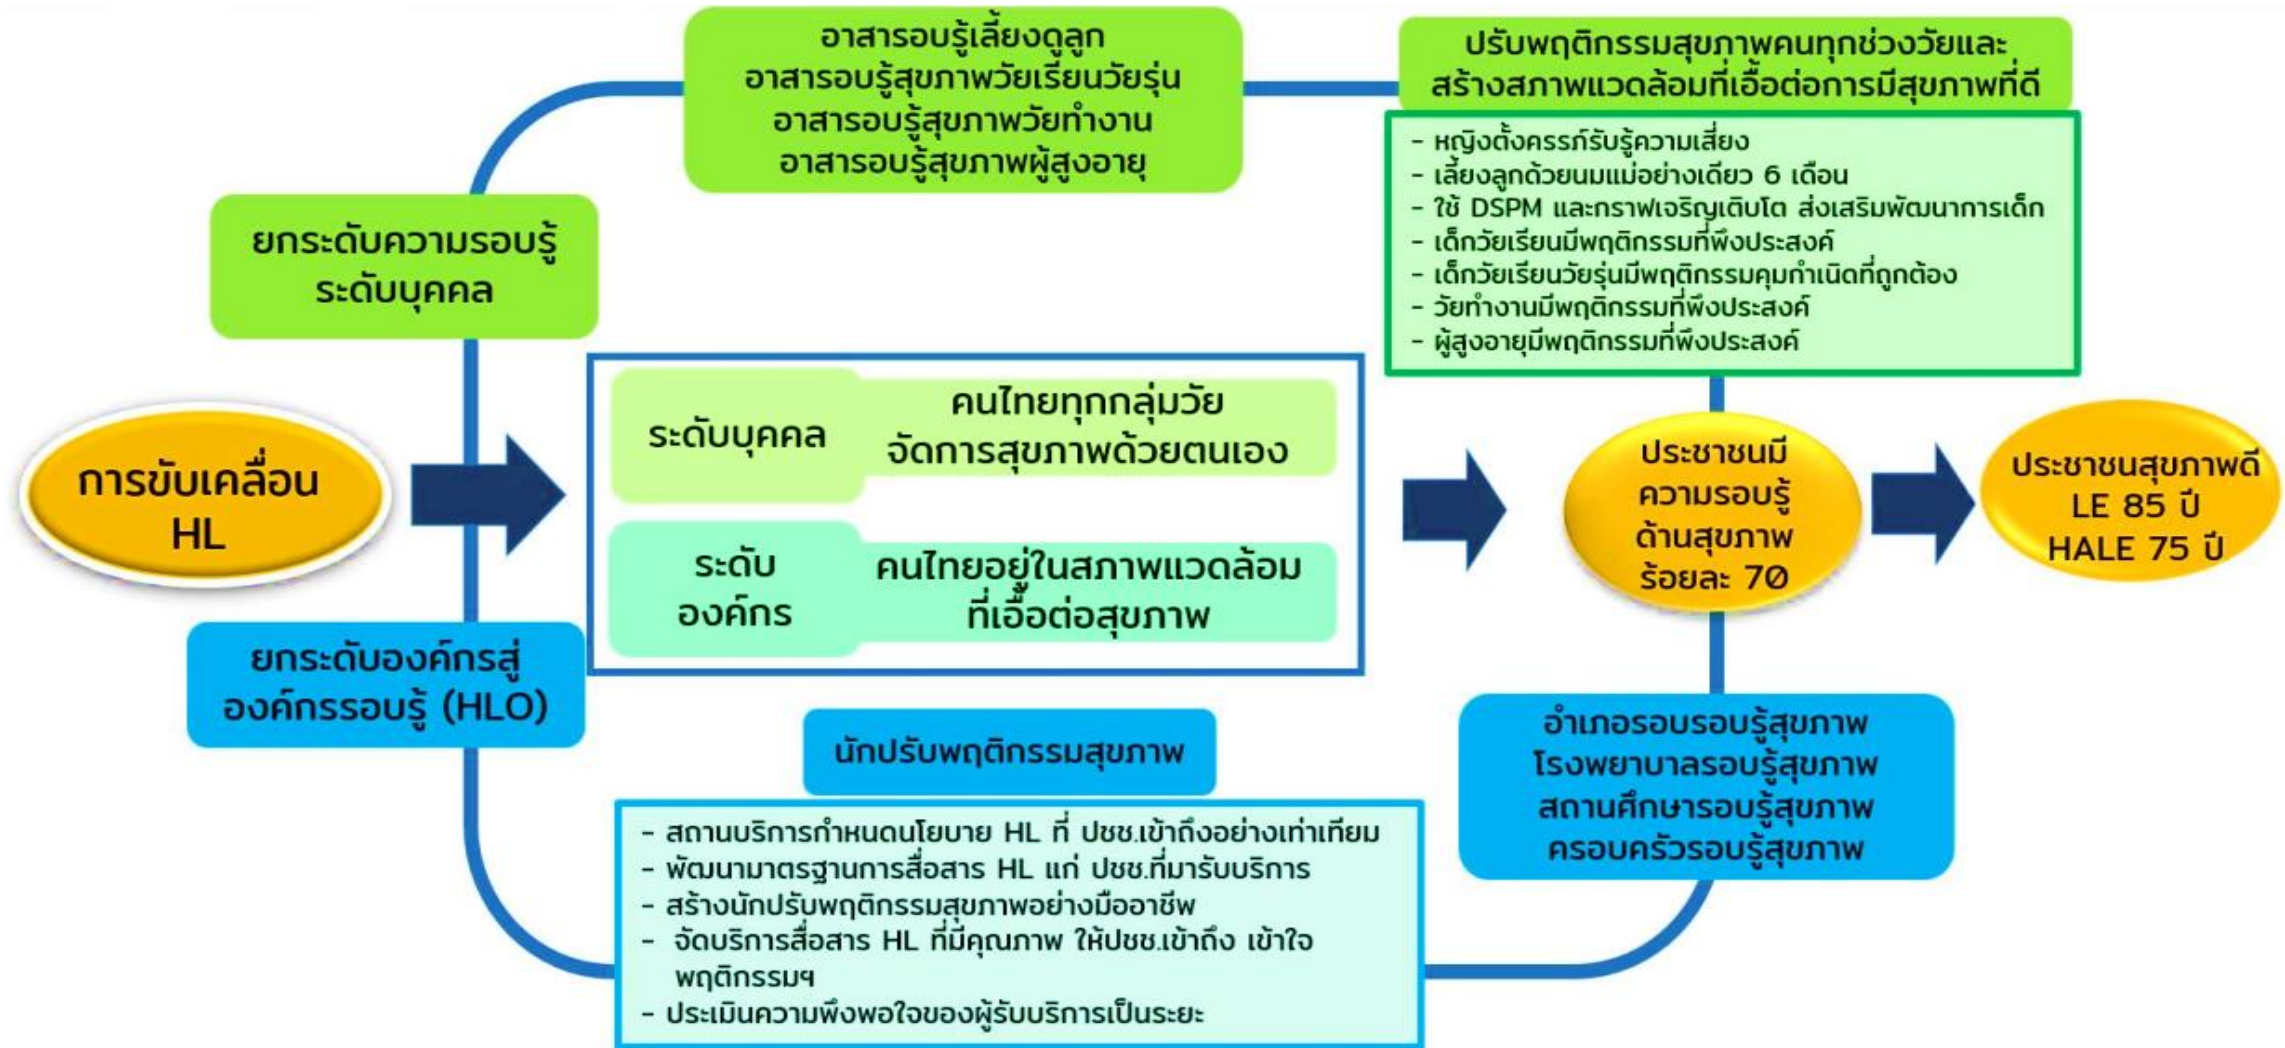 อาสารอบรู้เลี้ยงดูลูก
อาสารอบรู้สุขภาพวัยเรียนวัยรุ่น
อาสารอบรู้สุขภาพวัยทำงาน
อาสารอบรู้สุขภาพผู้สูงอายุ
ปรับพฤติกรรมสุขภาพคนทุกช่วงวัยและ
สร้างสภาพแวดล้อมที่เอื้อต่อการมีสุขภาพที่ดี
- หญิงตั้งครรภ์รับรู้ความเสี่ยง
- เลี้ยงลูกด้วยนมแม่อย่างเดียว 6 เดือน
- ใช้ DSPM และกราฟเจริญเติบโต ส่งเสริมพัฒนาการเด็ก
- เด็กวัยเรียนมีพฤติกรรมที่พึงประสงค์
- เด็กวัยเรียนวัยรุ่นมีพฤติกรรมคุมกำเนิดที่ถูกต้อง
- วัยทำงานมีพฤติกรรมที่พึงประสงค์
- ผู้สูงอายุมีพฤติกรรมที่พึงประสงค์
ยกระดับความรอบรู้
ระดับบุคคล
การขับเคลื่อน
HL
ระดับบุคคล
คนไทยทุกกลุ่มวัย
จัดการสุขภาพด้วยตนเอง
ระดับ
องค์กร
คนไทยอยู่ในสภาพแวดล้อม
ที่เอื้อต่อสุขภาพ
ประชาชนมี
ความรอบรู้
ด้านสุขภาพ
ร้อยละ 70
ประชาชนสุขภาพดี
LE 85 ปี
HALE 75 ปี
ยกระดับองค์กรสู่
องค์กรรอบรู้ (HLO)
นักปรับพฤติกรรมสุขภาพ
- สถานบริการกำหนดนโยบาย HL ที่ ปชช.เข้าถึงอย่างเท่าเทียม
- พัฒนามาตรฐานการสื่อสาร HL แก่ ปชช.ที่มารับบริการ
- สร้างนักปรับพฤติกรรมสุขภาพอย่างมืออาชีพ
- จัดบริการสื่อสาร HL ที่มีคุณภาพ ให้ปชช.เข้าถึง เข้าใจ
พฤติกรรมฯ
- ประเมินความพึงพอใจของผู้รับบริการเป็นระยะ
อำเภอรอบรอบรู้สุขภาพ
โรงพยาบาลรอบรู้สุขภาพ
สถานศึกษารอบรู้สุขภาพ
ครอบครัวรอบรู้สุขภาพ